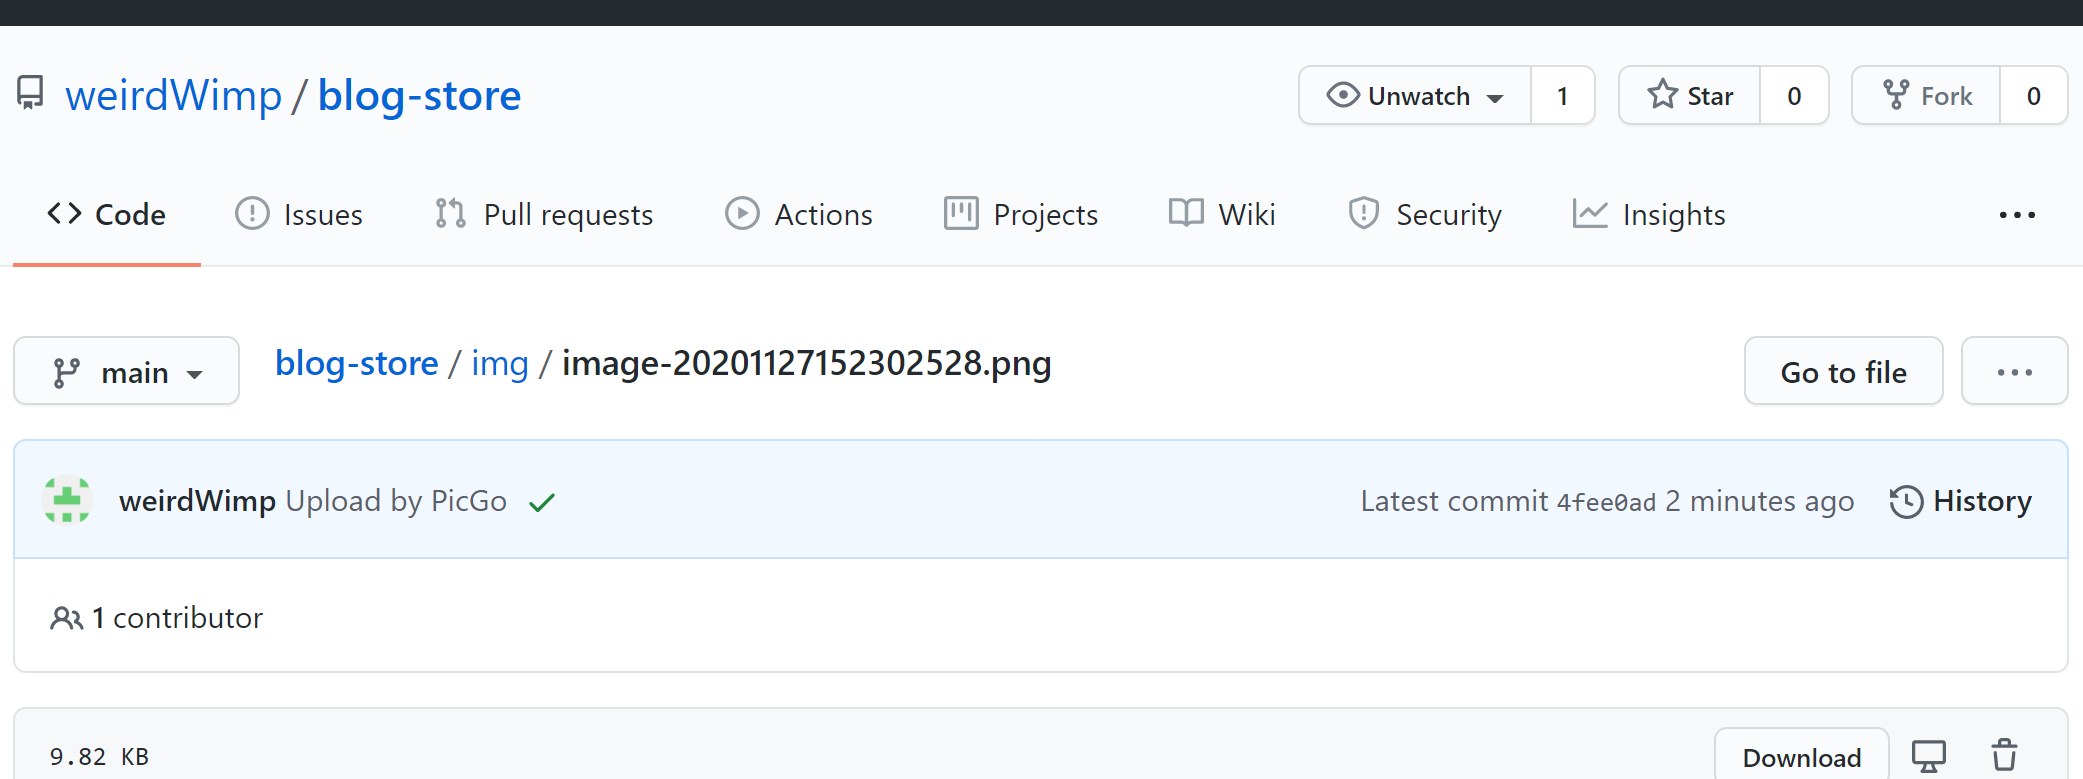 weirdWimp / blog-store
Unwatch 1 Star 0 Fork 0
Code Issues Pull requests Actions Projects Wiki Security Insights
main blog-store / img / image-20201127152302528.png Go to file
weirdWimp Upload by PicGo Latest commit 4fee0ad 2 minutes ago History
1 contributor
9.82 KB Download